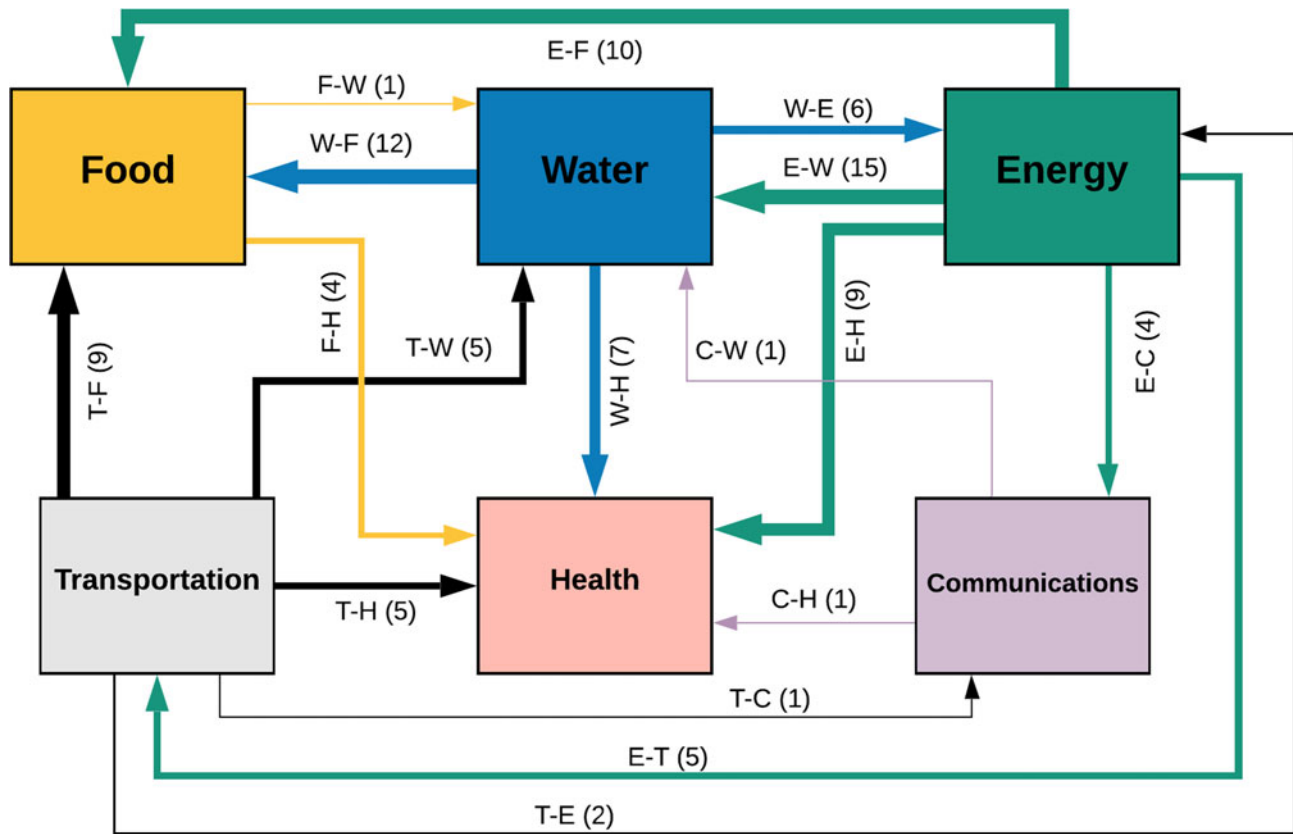 E-F (10)
F-W (1)
W-E (6)
W-F (12)
E-W (15)
Food
Water
Energy
F-H (4)
T-W (5)
W-H (7)
C-W (1)
E-H (9)
E-C (4)
T-F (9)
Transportation
Health
Communications
T-H (5)
C-H (1)
T-C (1)
E-T (5)
T-E (2)